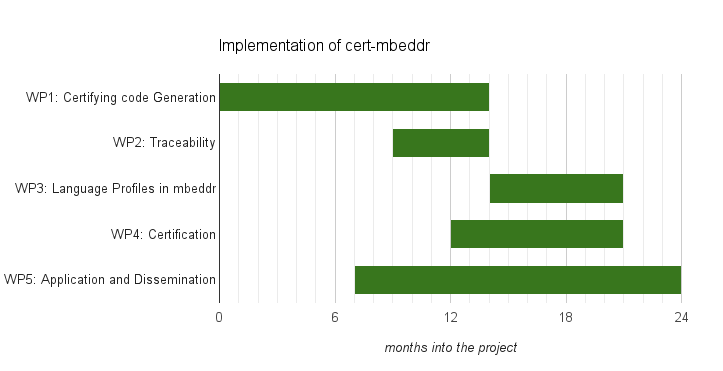 Implementation of cert-mbeddr
WP1: Certifying code Generation
WP2: Traceability
WP3: Language Profiles in mbeddr
WP4: Certification
WP5: Application and Dissemination
0 6 12 18 24
months into the project